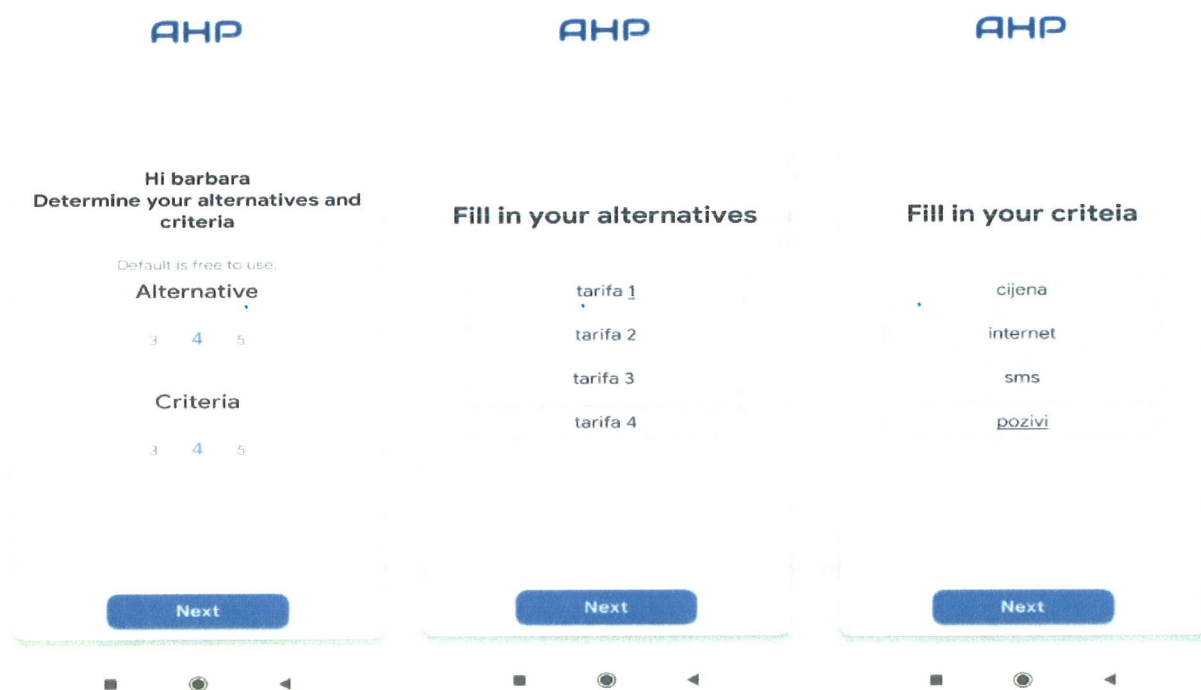 AHP
Hi barbara
Determine your alternatives and
criteria
Default is free to use.
Alternative
3 4 5
Criteria
3 4 5
Next
AHP
Fill in your alternatives
tarifa 1
tarifa 2
tarifa 3
tarifa 4
Next
AHP
Fill in your criteia
cijena
internet
sms
pozivi
Next